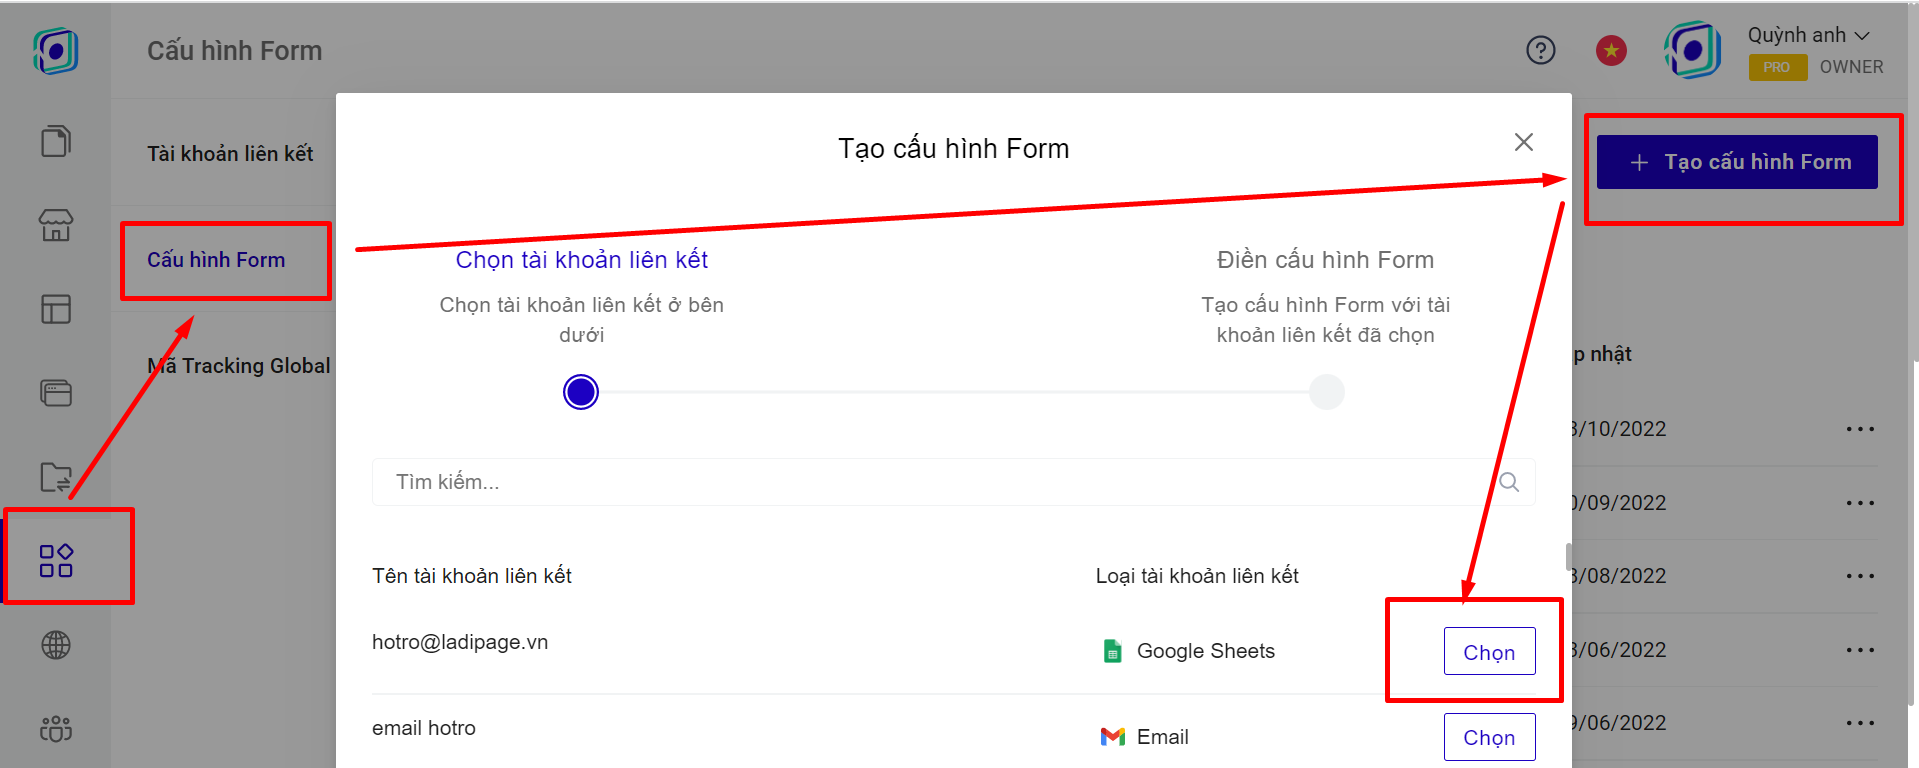 Cấu hình Form
Quỳnh anh
PRO OWNER
Tài khoản liên kết
Cấu hình Form
Mã Tracking Global
+ Tạo cấu hình Form
Tạo cấu hình Form
Chọn tài khoản liên kết
Chọn tài khoản liên kết ở bên
dưới
Điền cấu hình Form
Tạo cấu hình Form với tài
khoản liên kết đã chọn
Tìm kiếm...
Tên tài khoản liên kết
Loại tài khoản liên kết
hotro@ladipage.vn
Google Sheets
Chọn
email hotro
Email
Chọn
p nhật
/10/2022
0/09/2022
/08/2022
/06/2022
9/06/2022